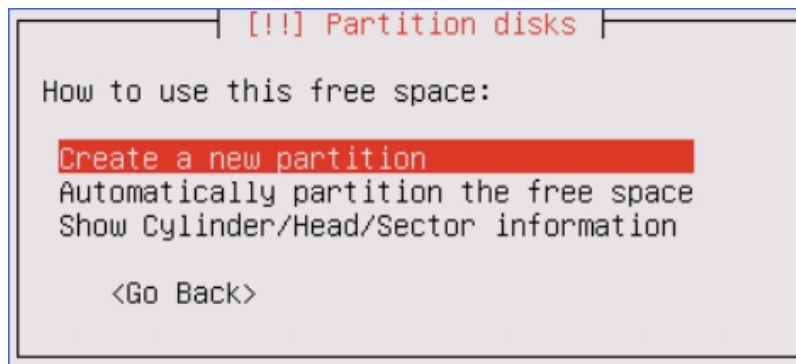 [!!] Partition disks
How to use this free space:
Create a new partition
Automatically partition the free space
Show Cylinder/Head/Sector information
<Go Back>